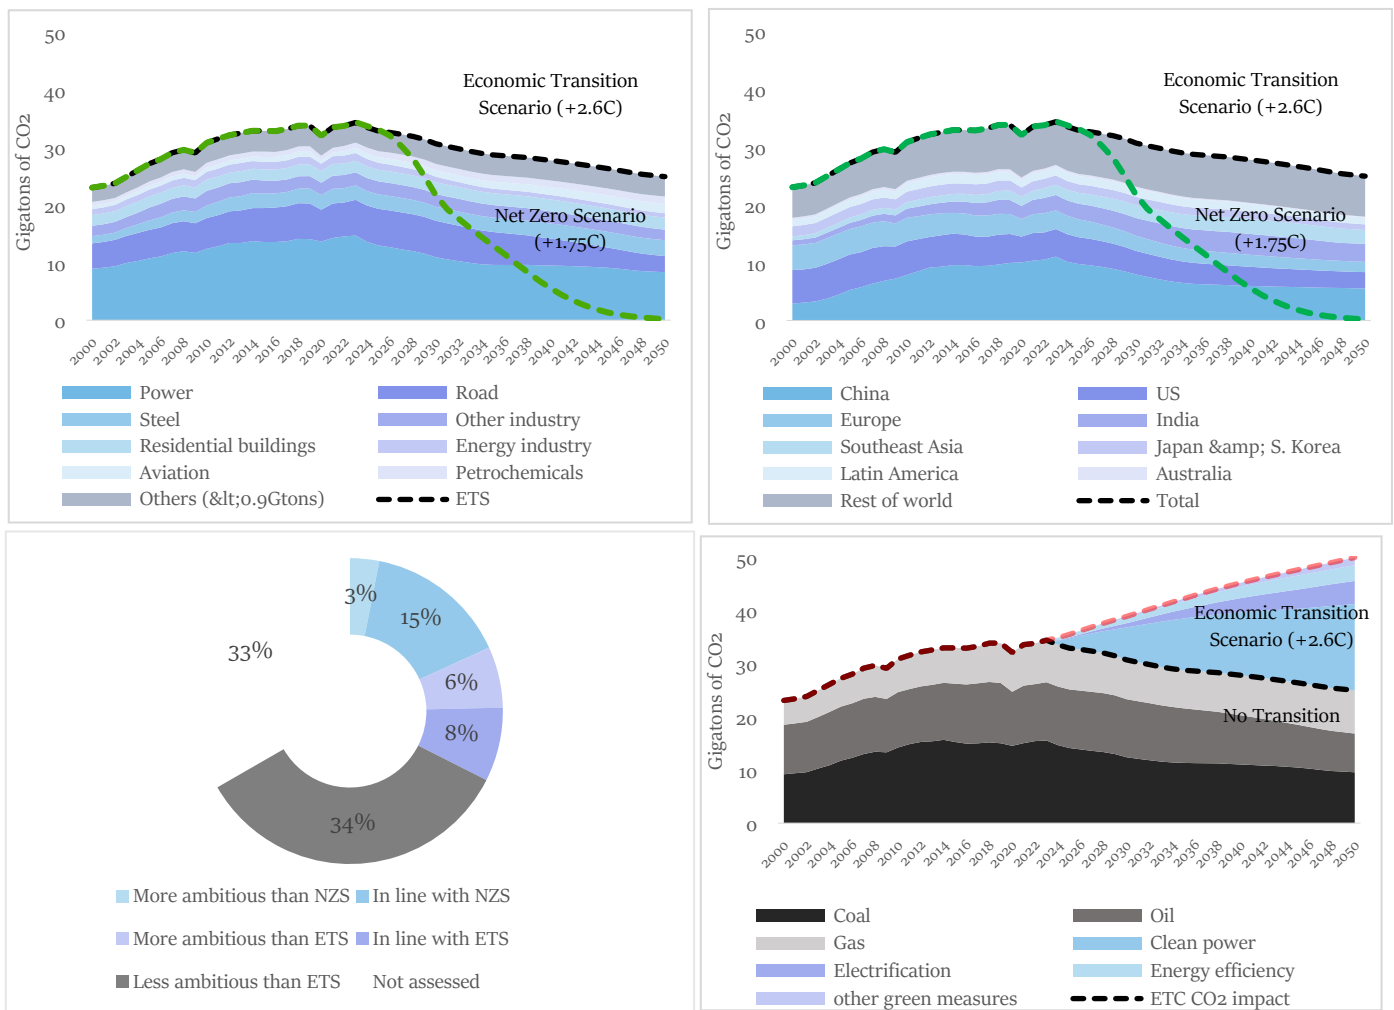 50
40
30
20
10
0
Gigatons of CO2
Economic Transition
Scenario (+2.6C)
Net Zero Scenario
(+1.75C)
2000 2002 2004 2006 2008 2010 2012 2014 2016 2018 2020 2022 2024 2026 2028 2030 2032 2034 2036 2038 2040 2042 2044 2046 2048 2050
Power Road
Steel Other industry
Residential buildings Energy industry
Aviation Petrochemicals
Others (&lt;0.9Gtons) ETS
50
40
30
20
10
0
Gigatons of CO2
Economic Transition
Scenario (+2.6C)
Net Zero Scenario
(+1.75C)
2000 2002 2004 2006 2008 2010 2012 2014 2016 2018 2020 2022 2024 2026 2028 2030 2032 2034 2036 2038 2040 2042 2044 2046 2048 2050
China US
Europe India
Southeast Asia Japan &amp; S. Korea
Latin America Australia
Rest of world Total
3%
15%
33%
6%
8%
34%
More ambitious than NZS In line with NZS
More ambitious than ETS In line with ETS
Less ambitious than ETS Not assessed
50
40
30
20
10
0
Gigatons of CO2
Economic Transition
Scenario (+2.6C)
No Transition
2000 2002 2004 2006 2008 2010 2012 2014 2016 2018 2020 2022 2024 2026 2028 2030 2032 2034 2036 2038 2040 2042 2044 2046 2048 2050
Coal Oil
Gas Clean power
Electrification Energy efficiency
other green measures ETC CO2 impact